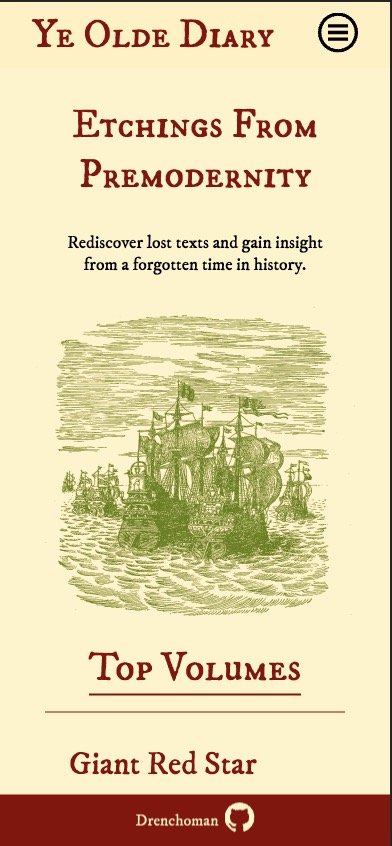 Ye Olde Diary
Etchings From
Premodernity
Rediscover lost texts and gain insight
from a forgotten time in history.
Top Volumes
Giant Red Star
Drenchoman